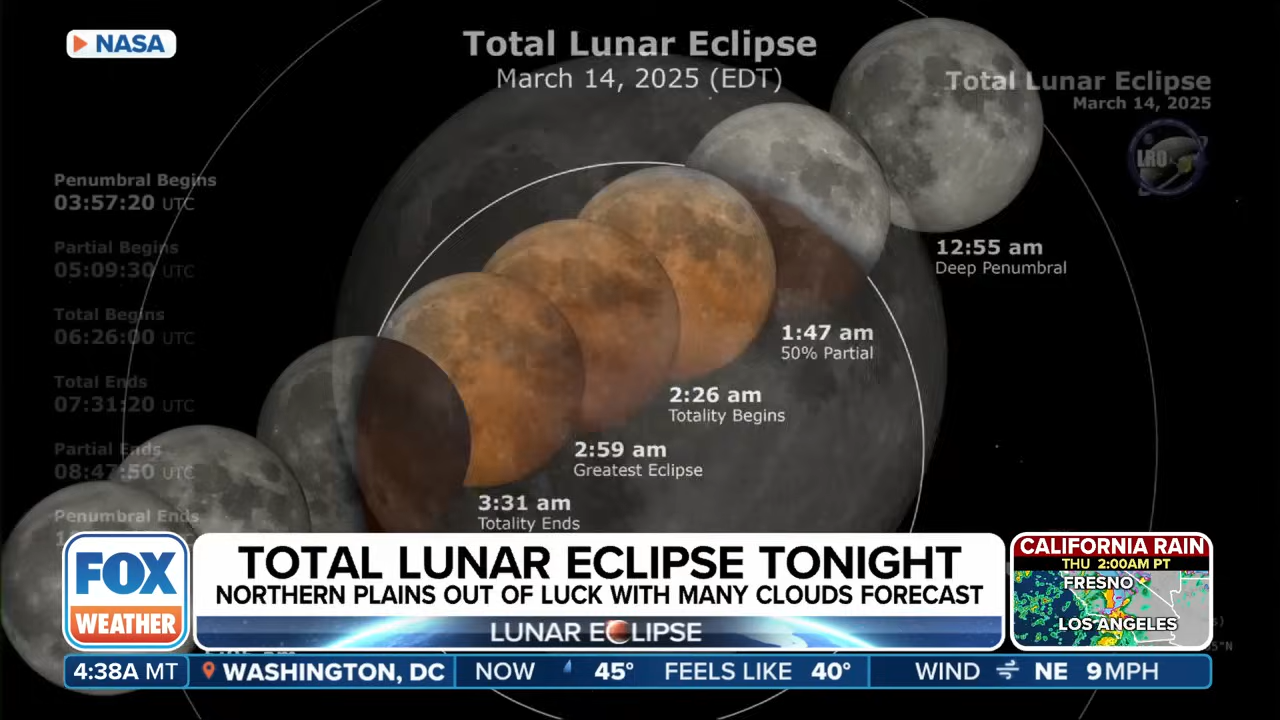 NASA
Total Lunar Eclipse
March 14, 2025 (EDT)
Total Lunar Eclipse
March 14, 2025
LRO
Penumbral Begins
03:57:20 UTC
Partial Begins
05:09:30 UTC
Total Begins
06:26:00 UTC
Total Ends
07:31:20 UTC
Partial Ends
08:47:50 UTC
Penumbral Ends
12:55 am
Deep Penumbral
1:47 am
50% Partial
2:26 am
Totality Begins
2:59 am
Greatest Eclipse
3:31 am
Totality Ends
FOX
WEATHER
TOTAL LUNAR ECLIPSE TONIGHT
NORTHERN PLAINS OUT OF LUCK WITH MANY CLOUDS FORECAST
LUNAR ECLIPSE
CALIFORNIA RAIN
THU 2:00AM PT
FRESNO
LOS ANGELES
4:38A MT
WASHINGTON, DC
NOW 45° FEELS LIKE 40° WIND NE 9MPH